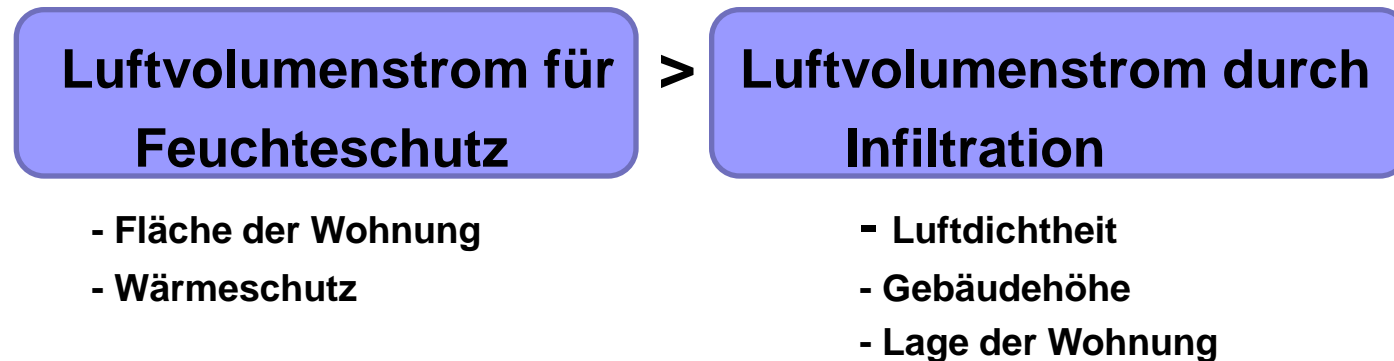 Luftvolumenstrom für
Feuchteschutz
>
Luftvolumenstrom durch
Infiltration
- Fläche der Wohnung
- Wärmeschutz
- Luftdichtheit
- Gebäudehöhe
- Lage der Wohnung